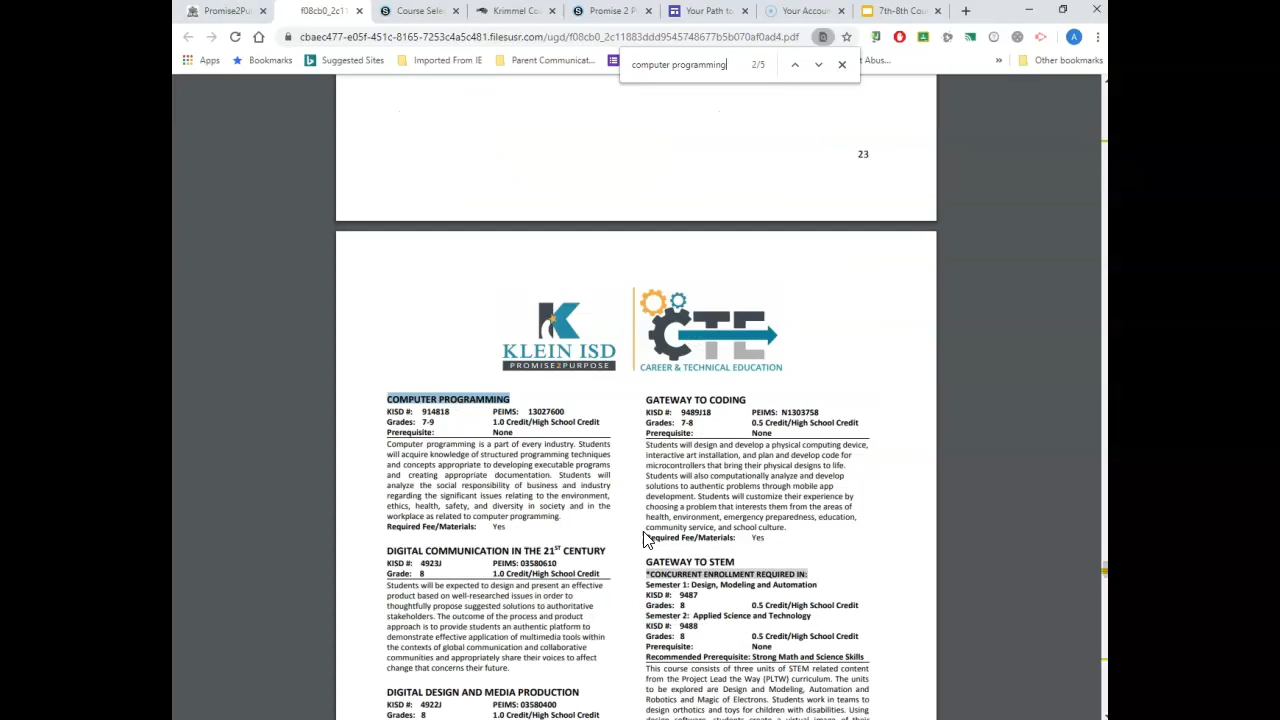 Promise2Pur
f08cb0_2c11
Course Selec
Krimmel Cou
Promise 2 P
Your Path to
Your Accoun
7th-8th Coun
cbaec477-e05f-451c-8165-7253c4a5c481.filesusr.com/ugd/f08cb0_2c11883ddd9545748677b5b070af0ad4.pdf
A
Apps
Bookmarks
Suggested Sites
Imported From IE
Parent Communicat...
computer programming
2/5
t Abus...
»
Other bookmarks
23
KLEIN ISD
PROMISE2PURPOSE
CTE
CAREER & TECHNICAL EDUCATION
COMPUTER PROGRAMMING
KISD #: 914818 PEIMS: 13027600
Grades: 7-9 1.0 Credit/High School Credit
Prerequisite: None
Computer programming is a part of every industry. Students
will acquire knowledge of structured programming techniques
and concepts appropriate to developing executable programs
and creating appropriate documentation. Students will
analyze the social responsibility of business and industry
regarding the significant issues relating to the environment,
ethics, health, safety, and diversity in society and in the
workplace as related to computer programming.
Required Fee/Materials: Yes
DIGITAL COMMUNICATION IN THE 21ST CENTURY
KISD #: 4923J PEIMS: 03580610
Grade: 8 1.0 Credit/High School Credit
Students will be expected to design and present an effective
product based on well-researched issues in order to
thoughtfully propose suggested solutions to authoritative
stakeholders. The outcome of the process and product
approach is to provide students an authentic platform to
demonstrate effective application of multimedia tools within
the contexts of global communication and collaborative
communities and appropriately share their voices to affect
change that concerns their future.
DIGITAL DESIGN AND MEDIA PRODUCTION
KISD #: 4922J PEIMS: 03580400
Grade: 8 1.0 Credit/High School Credit
GATEWAY TO CODING
KISD #: 9489J18 PEIMS: N1303758
Grades: 7-8 0.5 Credit/High School Credit
Prerequisite: None
Students will design and develop a physical computing device,
interactive art installation, and plan and develop code for
microcontrollers that bring their physical designs to life.
Students will also computationally analyze and develop
solutions to authentic problems through mobile app
development. Students will customize their experience by
choosing a problem that interests them from the areas of
health, environment, emergency preparedness, education,
community service, and school culture.
Required Fee/Materials: Yes
GATEWAY TO STEM
*CONCURRENT ENROLLMENT REQUIRED IN:
Semester 1: Design, Modeling and Automation
KISD #: 9487
Grades: 8 0.5 Credit/High School Credit
Semester 2: Applied Science and Technology
KISD #: 9488
Grades: 8 0.5 Credit/High School Credit
Prerequisite: None
Recommended Prerequisite: Strong Math and Science Skills
This course consists of three units of STEM related content
from the Project Lead the Way (PLTW) curriculum. The units
to be explored are Design and Modeling, Automation and
Robotics and Magic of Electrons. Students work in teams to
design orthotics and toys for children with disabilities. Using
design software, students create a virtual image of their